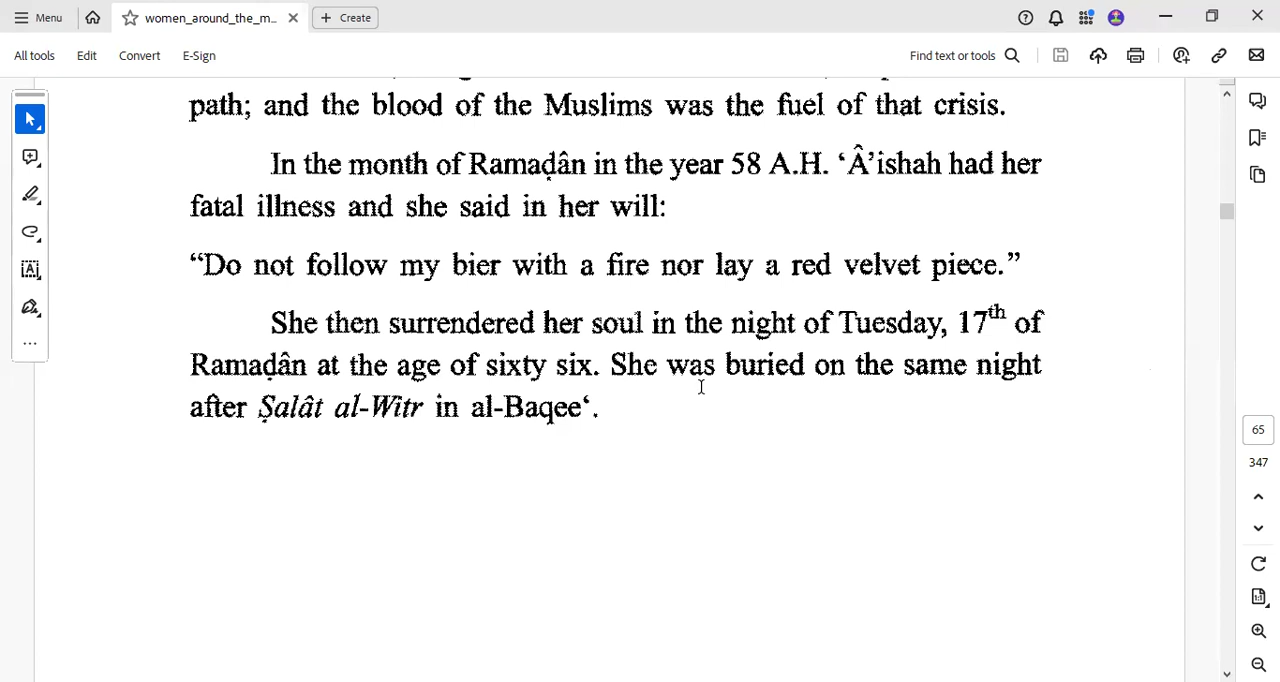 Menu
women_around_the_m...
Create
All tools
Edit
Convert
E-Sign
Find text or tools
path; and the blood of the Muslims was the fuel of that crisis.
In the month of Ramaḍân in the year 58 A.H. ‘Â’ishah had her
fatal illness and she said in her will:
“Do not follow my bier with a fire nor lay a red velvet piece.”
She then surrendered her soul in the night of Tuesday, 17th of
Ramaḍân at the age of sixty six. She was buried on the same night
after Ṣalât al-Witr in al-Baqee‘.
65
347
1:1